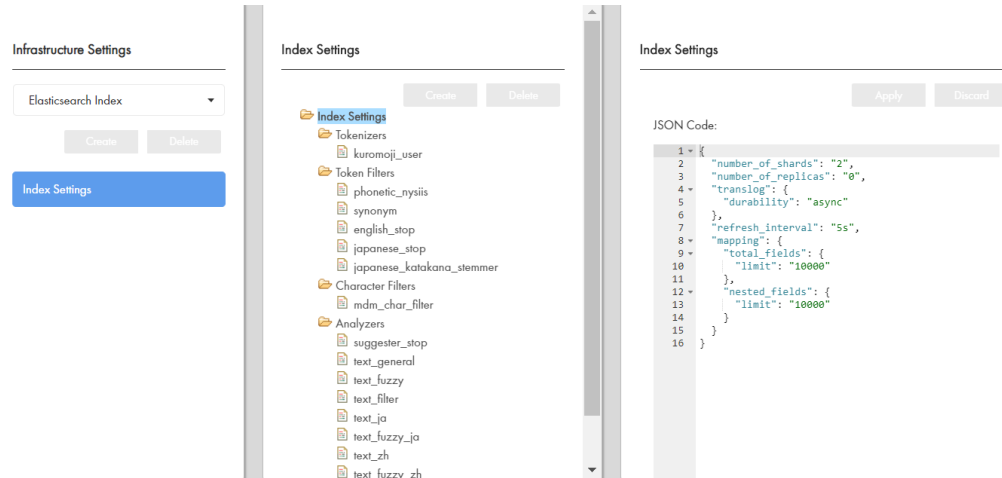 Infrastructure Settings
Elasticsearch Index
Create Delete
Index Settings
Index Settings
Create Delete
Index Settings
Tokenizers
kuromoji_user
Token Filters
phonetic_nysiis
synonym
english_stop
japanese_stop
japanese_katakana_stemmer
Character Filters
mdm_char_filter
Analyzers
suggester_stop
text_general
text_fuzzy
text_filter
text_ja
text_fuzzy_ja
text_zh
text_fuzzy_zh
Index Settings
Apply Discard
JSON Code:
1 {
2 "number_of_shards": "2",
3 "number_of_replicas": "0",
4 "translog": {
5 "durability": "async"
6 },
7 "refresh_interval": "5s",
8 "mapping": {
9 "total_fields": {
10 "limit": "10000"
11 },
12 "nested_fields": {
13 "limit": "10000"
14 }
15 }
16 }